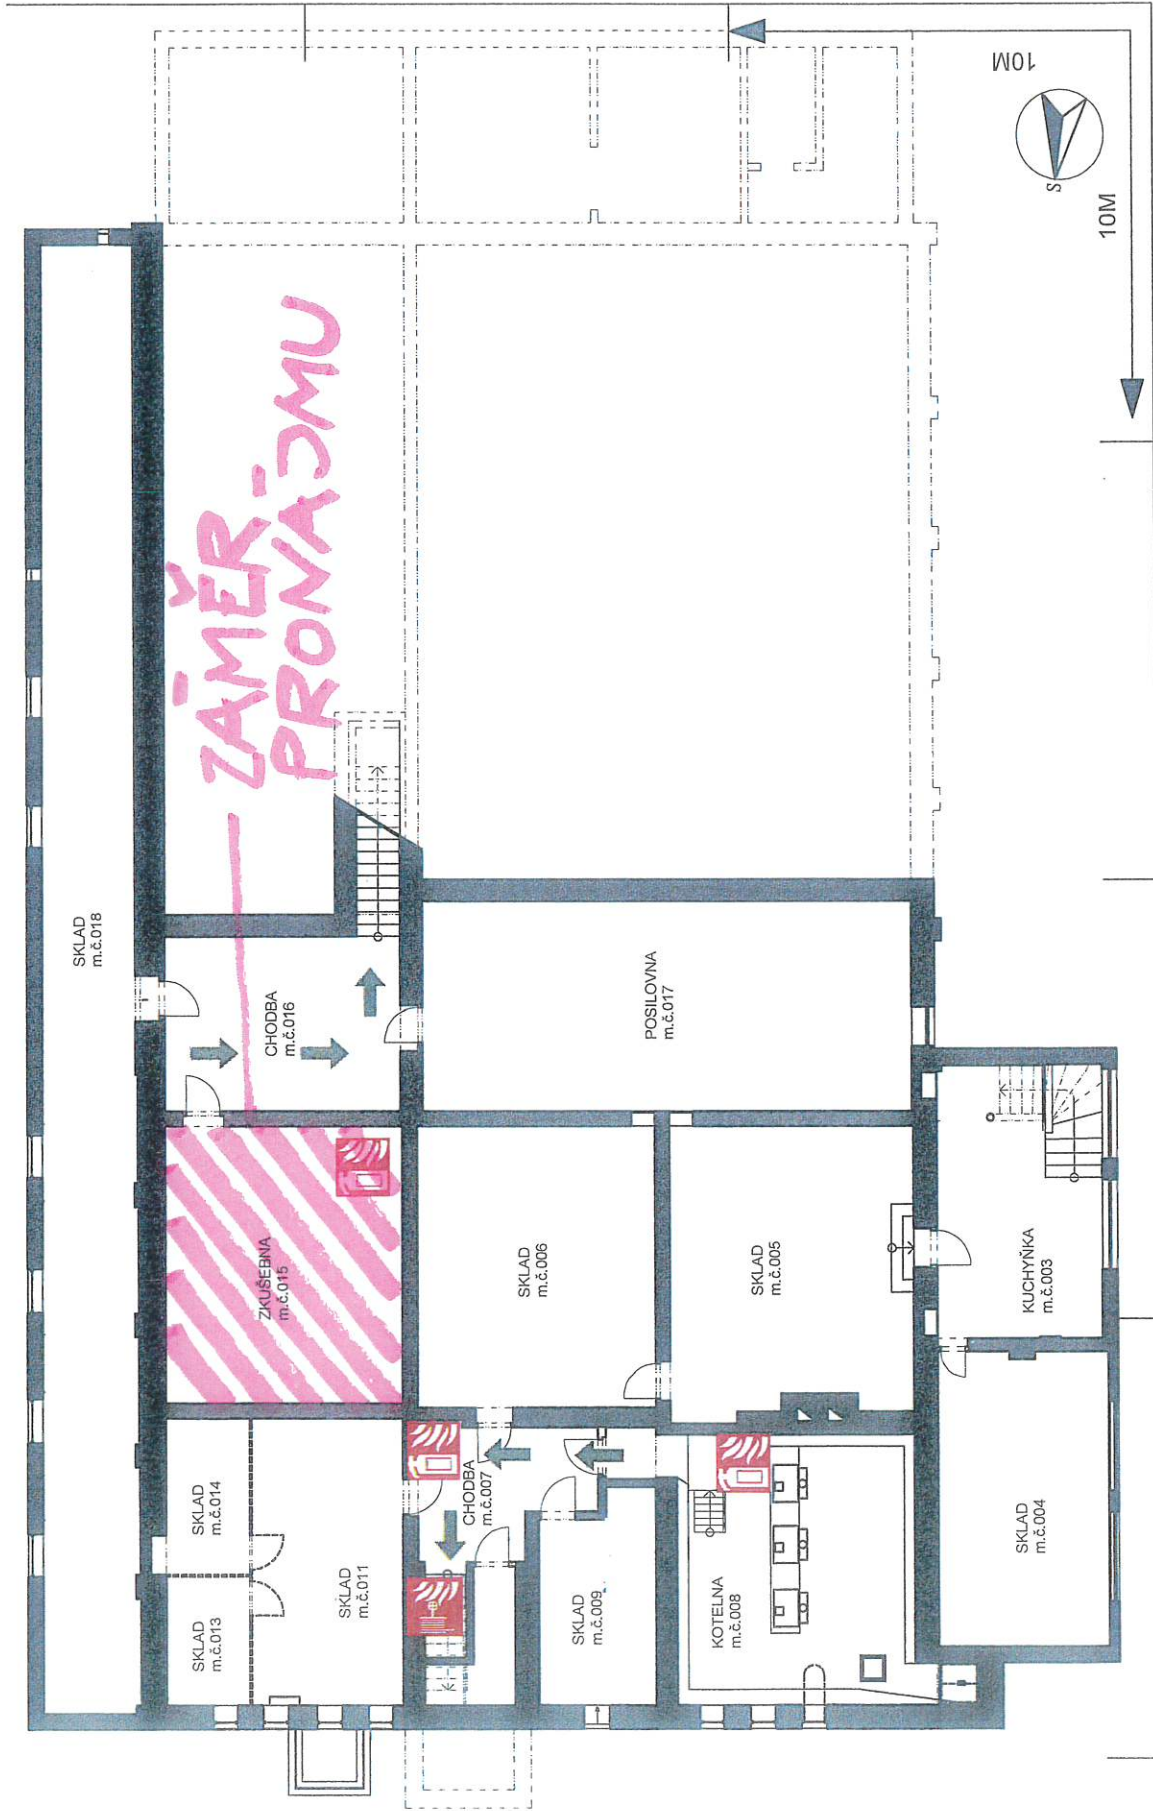 SKLAD
m.č.018
ZÁMĚR
PRONÁJMU
CHODBA
m.č.016
POSILOVNA
m.č.017
ZKUŠEBNA
m.č.015
SKLAD
m.č.006
SKLAD
m.č.005
KUCHYŇKA
m.č.003
SKLAD
m.č.014
SKLAD
m.č.013
SKLAD
m.č.011
CHODBA
m.č.007
SKLAD
m.č.009
KOTELNA
m.č.008
SKLAD
m.č.004
10M
10M
S